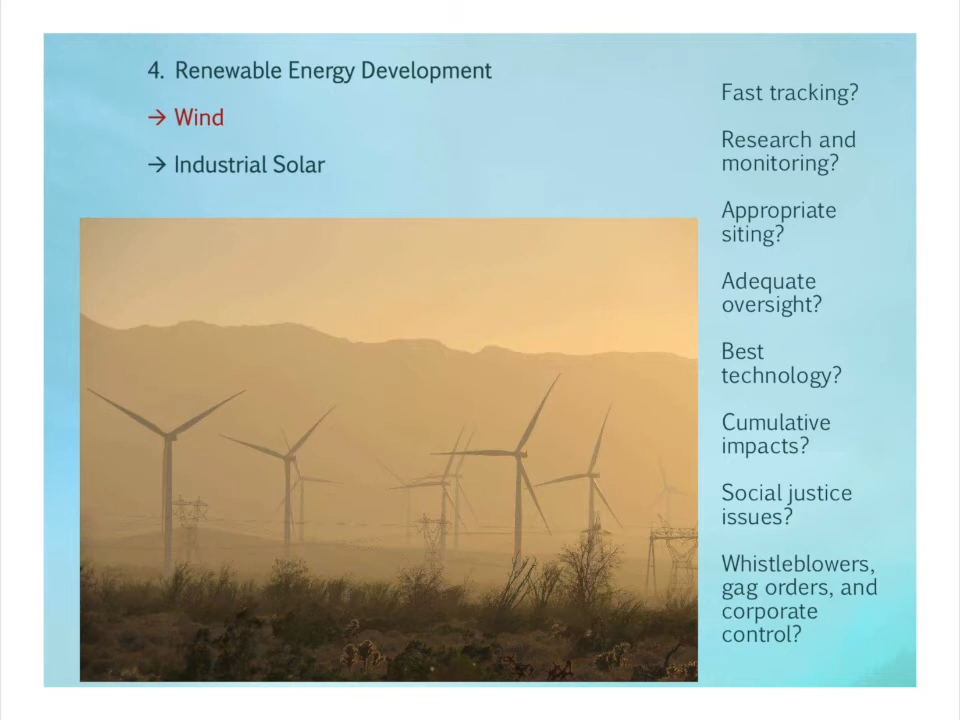 4. Renewable Energy Development
→ Wind
→ Industrial Solar
Fast tracking?
Research and
monitoring?
Appropriate
siting?
Adequate
oversight?
Best
technology?
Cumulative
impacts?
Social justice
issues?
Whistleblowers,
gag orders, and
corporate
control?